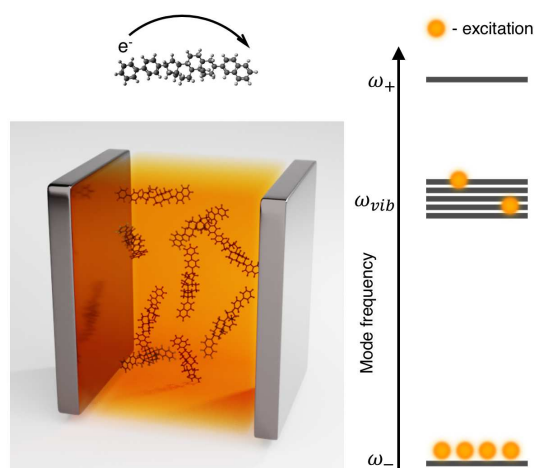 e⁻
- excitation
ω₊
ω_vib
Mode frequency
ω₋